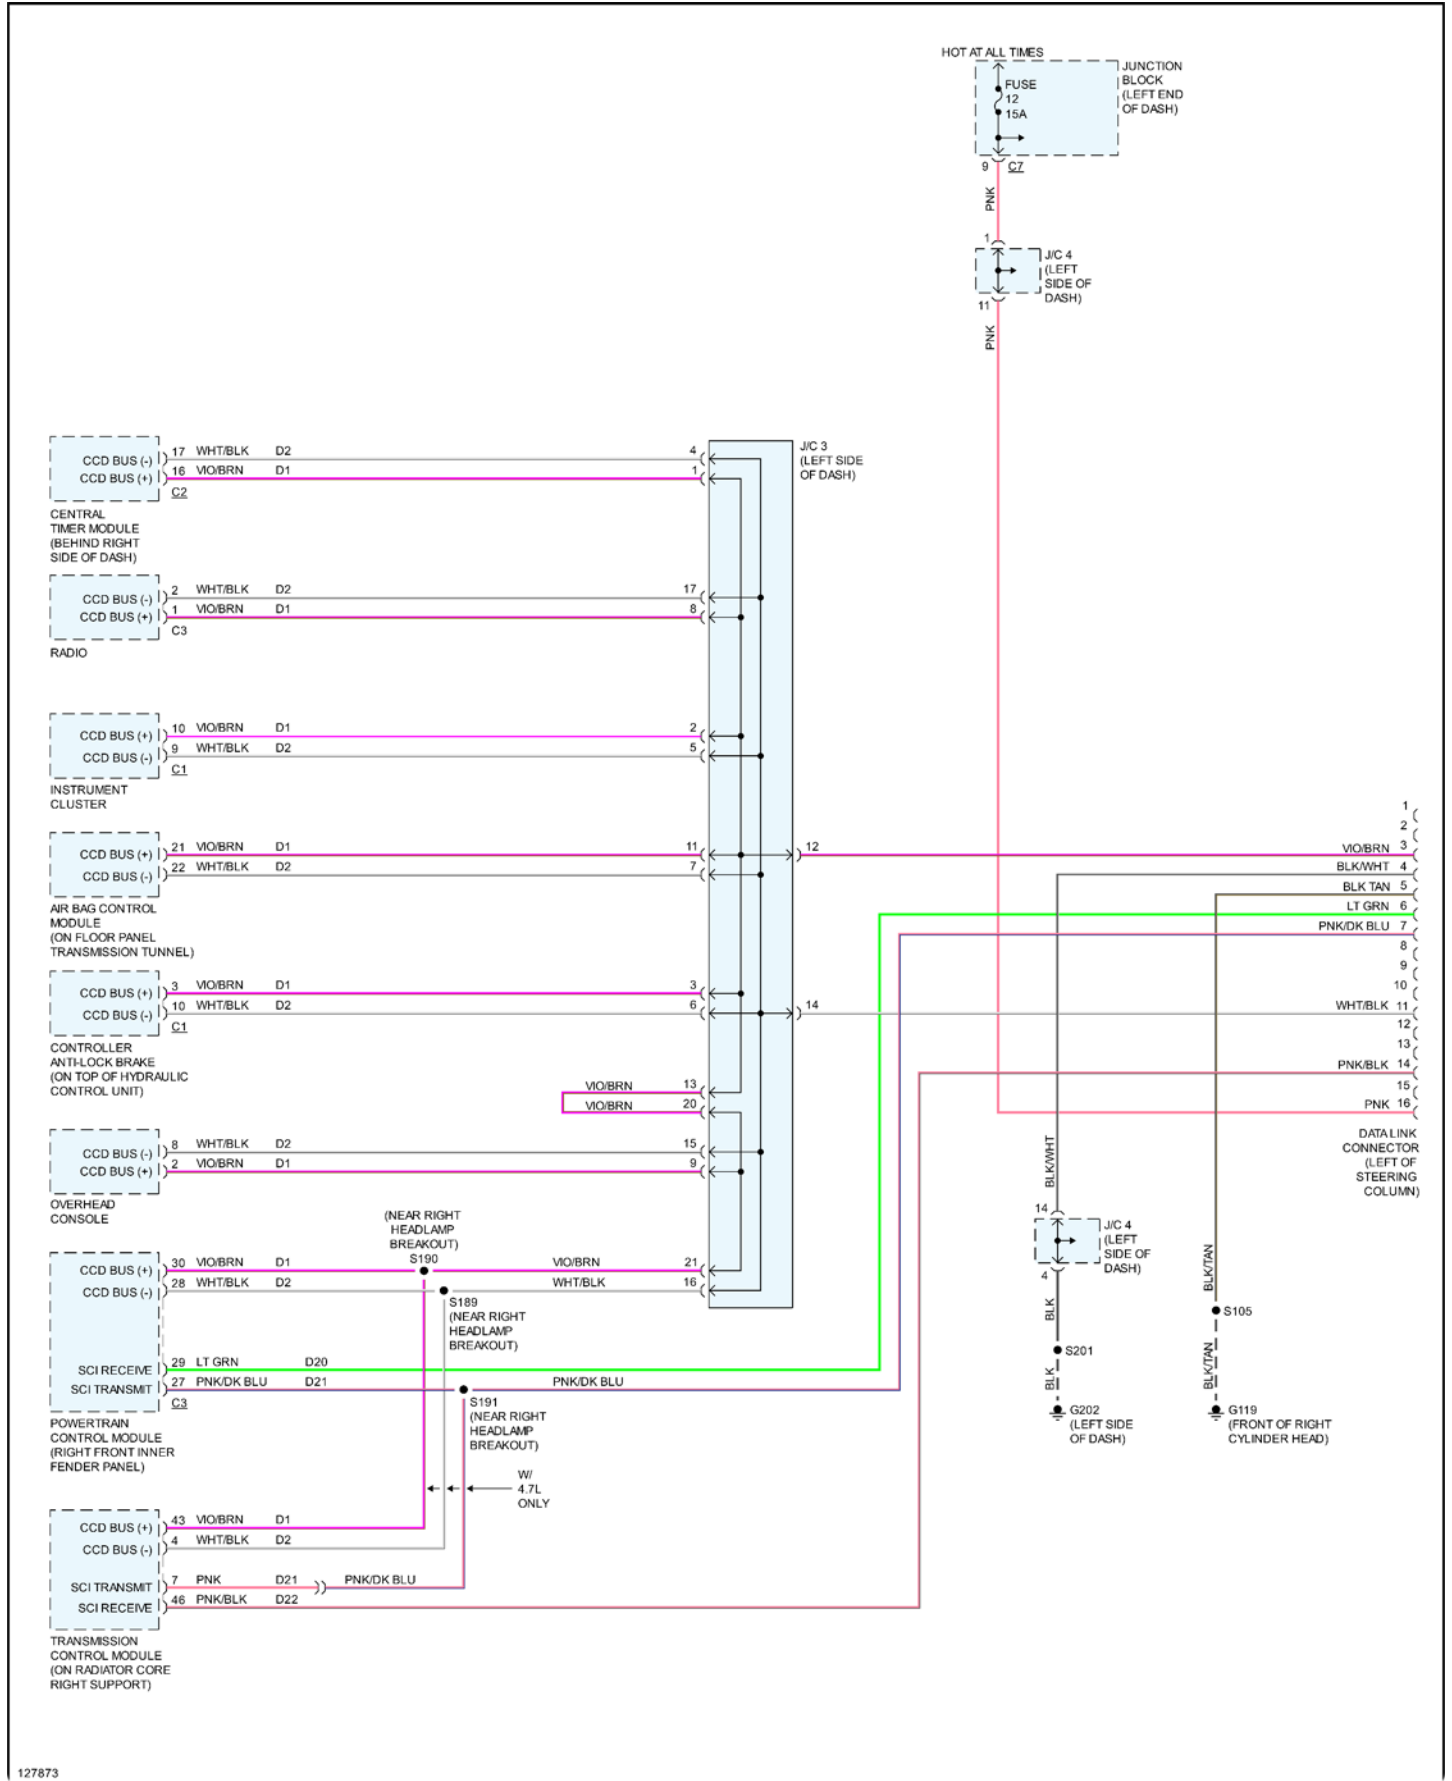 HOT AT ALL TIMES
JUNCTION
BLOCK
(LEFT END
OF DASH)
FUSE
12
15A
9 C7
PNK
1
J/C 4
(LEFT
SIDE OF
DASH)
11
PNK
J/C 3
(LEFT SIDE
OF DASH)
CCD BUS (-) 17 WHT/BLK D2 4
CCD BUS (+) 16 VIO/BRN D1 1
C2
CENTRAL
TIMER MODULE
(BEHIND RIGHT
SIDE OF DASH)
CCD BUS (-) 2 WHT/BLK D2 17
CCD BUS (+) 1 VIO/BRN D1 8
C3
RADIO
CCD BUS (+) 10 VIO/BRN D1 2
CCD BUS (-) 9 WHT/BLK D2 5
C1
INSTRUMENT
CLUSTER
CCD BUS (+) 21 VIO/BRN D1 11 12
CCD BUS (-) 22 WHT/BLK D2 7
AIR BAG CONTROL
MODULE
(ON FLOOR PANEL
TRANSMISSION TUNNEL)
CCD BUS (+) 3 VIO/BRN D1 3
CCD BUS (-) 10 WHT/BLK D2 6 14
C1
CONTROLLER
ANTI-LOCK BRAKE
(ON TOP OF HYDRAULIC
CONTROL UNIT)
VIO/BRN 13
VIO/BRN 20
CCD BUS (-) 8 WHT/BLK D2 15
CCD BUS (+) 2 VIO/BRN D1 9
OVERHEAD
CONSOLE
(NEAR RIGHT
HEADLAMP
BREAKOUT)
S190
CCD BUS (+) 30 VIO/BRN D1 VIO/BRN 21
CCD BUS (-) 28 WHT/BLK D2 WHT/BLK 16
S189
(NEAR RIGHT
HEADLAMP
BREAKOUT)
SCI RECEIVE 29 LT GRN D20
SCI TRANSMIT 27 PNK/DK BLU D21 PNK/DK BLU
C3
S191
(NEAR RIGHT
HEADLAMP
BREAKOUT)
POWERTRAIN
CONTROL MODULE
(RIGHT FRONT INNER
FENDER PANEL)
W/
4.7L
ONLY
CCD BUS (+) 43 VIO/BRN D1
CCD BUS (-) 4 WHT/BLK D2
SCI TRANSMIT 7 PNK D21 PNK/DK BLU
SCI RECEIVE 46 PNK/BLK D22
TRANSMISSION
CONTROL MODULE
(ON RADIATOR CORE
RIGHT SUPPORT)
1
2
VIO/BRN 3
BLK/WHT 4
BLK TAN 5
LT GRN 6
PNK/DK BLU 7
8
9
10
WHT/BLK 11
12
13
PNK/BLK 14
15
PNK 16
DATA LINK
CONNECTOR
(LEFT OF
STEERING
COLUMN)
BLK/WHT
14
J/C 4
(LEFT
SIDE OF
DASH)
4
BLK
S201
BLK
G202
(LEFT SIDE
OF DASH)
BLK/TAN
S105
BLK/TAN
G119
(FRONT OF RIGHT
CYLINDER HEAD)
127873